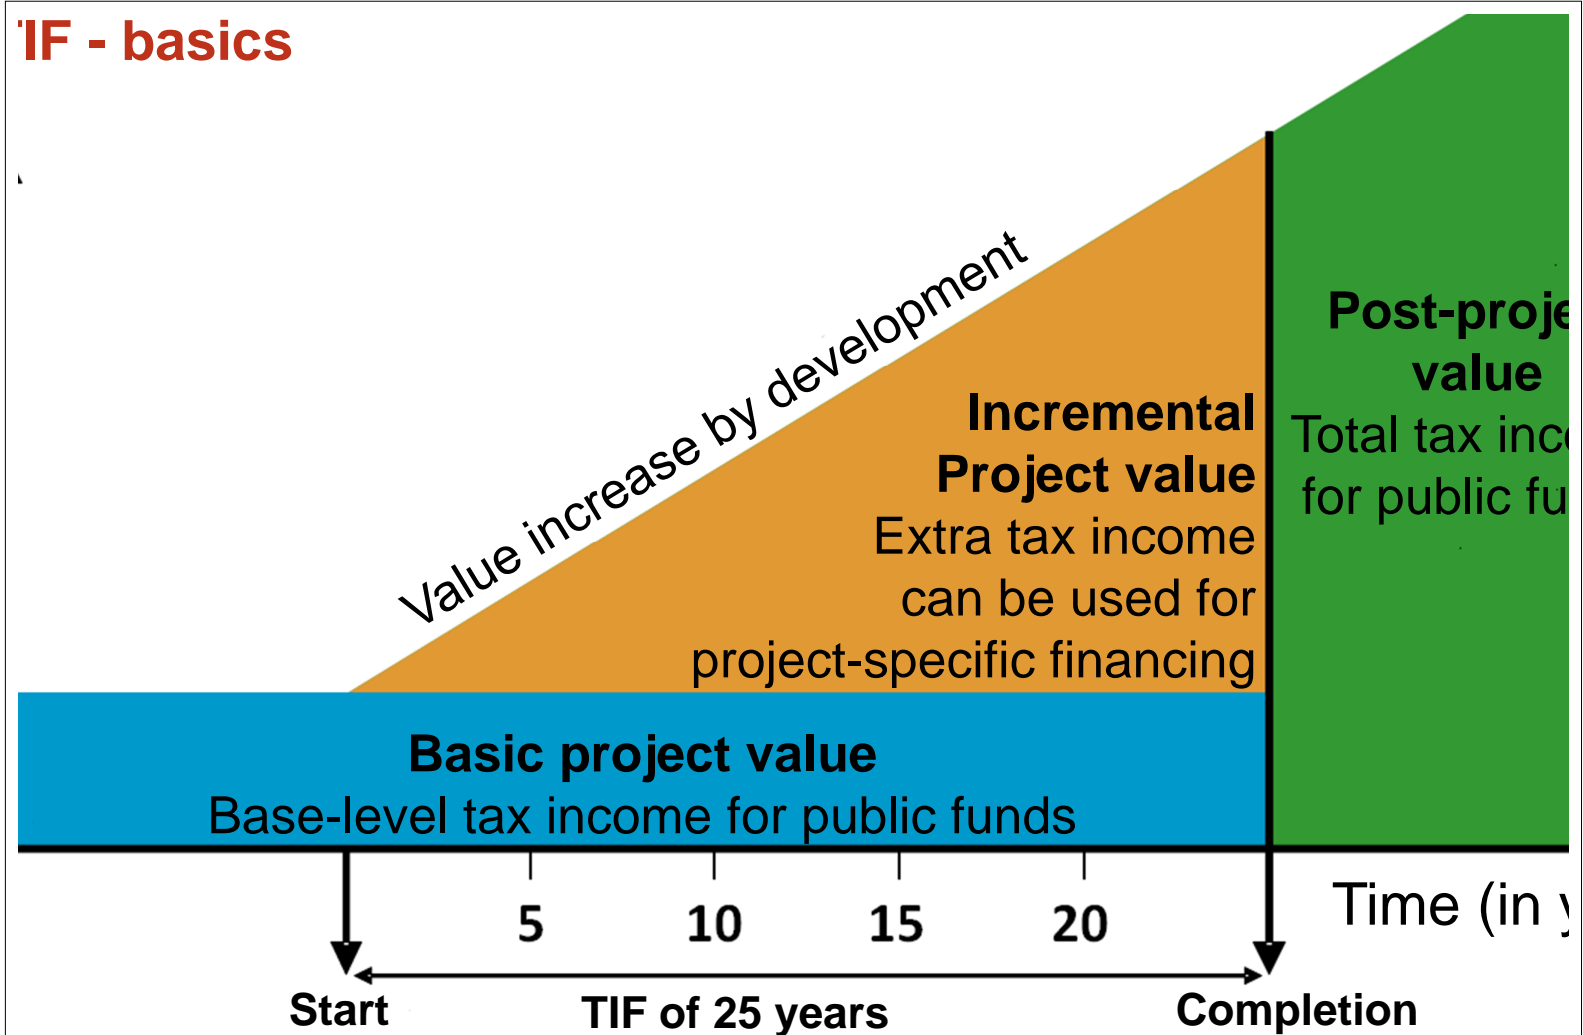 IF - basics
Value increase by development
Incremental
Project value
Extra tax income
can be used for
project-specific financing
Post-proje
value
Total tax inco
for public fu
Basic project value
Base-level tax income for public funds
5 10 15 20
Time (in y
Start TIF of 25 years Completion